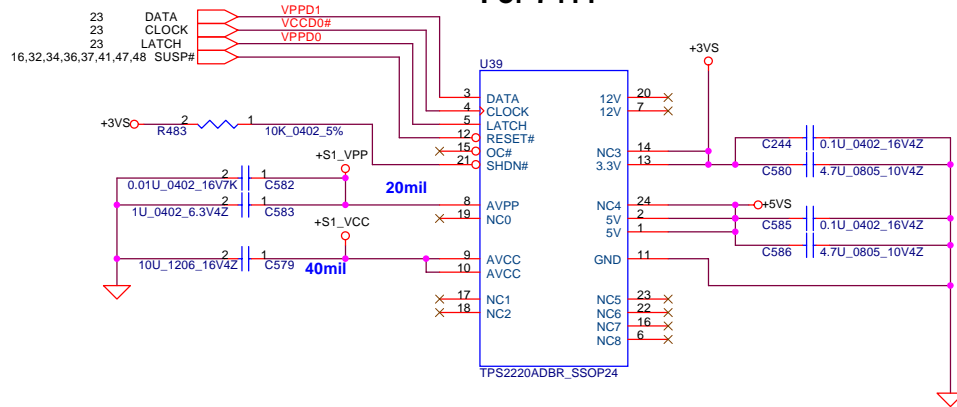 VPPD1
23 DATA
VCCD0#
23 CLOCK
VPPD0
23 LATCH
16,32,34,36,37,41,47,48 SUSP#
+3VS
U39
3 DATA
12V 20
4 CLOCK
12V 7
5 LATCH
+3VS 2 R483 1 10K_0402_5%
12 RESET#
15 OC#
NC3 14
C244 0.1U_0402_16V4Z
21 SHDN#
3.3V 13
C580 4.7U_0805_10V4Z
+S1_VPP
2 1
0.01U_0402_16V7K C582
20mil
2 1
1U_0402_6.3V4Z C583
8 AVPP
NC4 24
+5VS
19 NC0
5V 2
C585 0.1U_0402_16V4Z
5V 1
+S1_VCC
C586 4.7U_0805_10V4Z
2 1
10U_1206_16V4Z C579
40mil
9 AVCC
GND 11
10 AVCC
17 NC1
NC5 23
18 NC2
NC6 22
NC7 16
NC8 6
TPS2220ADBR_SSOP24